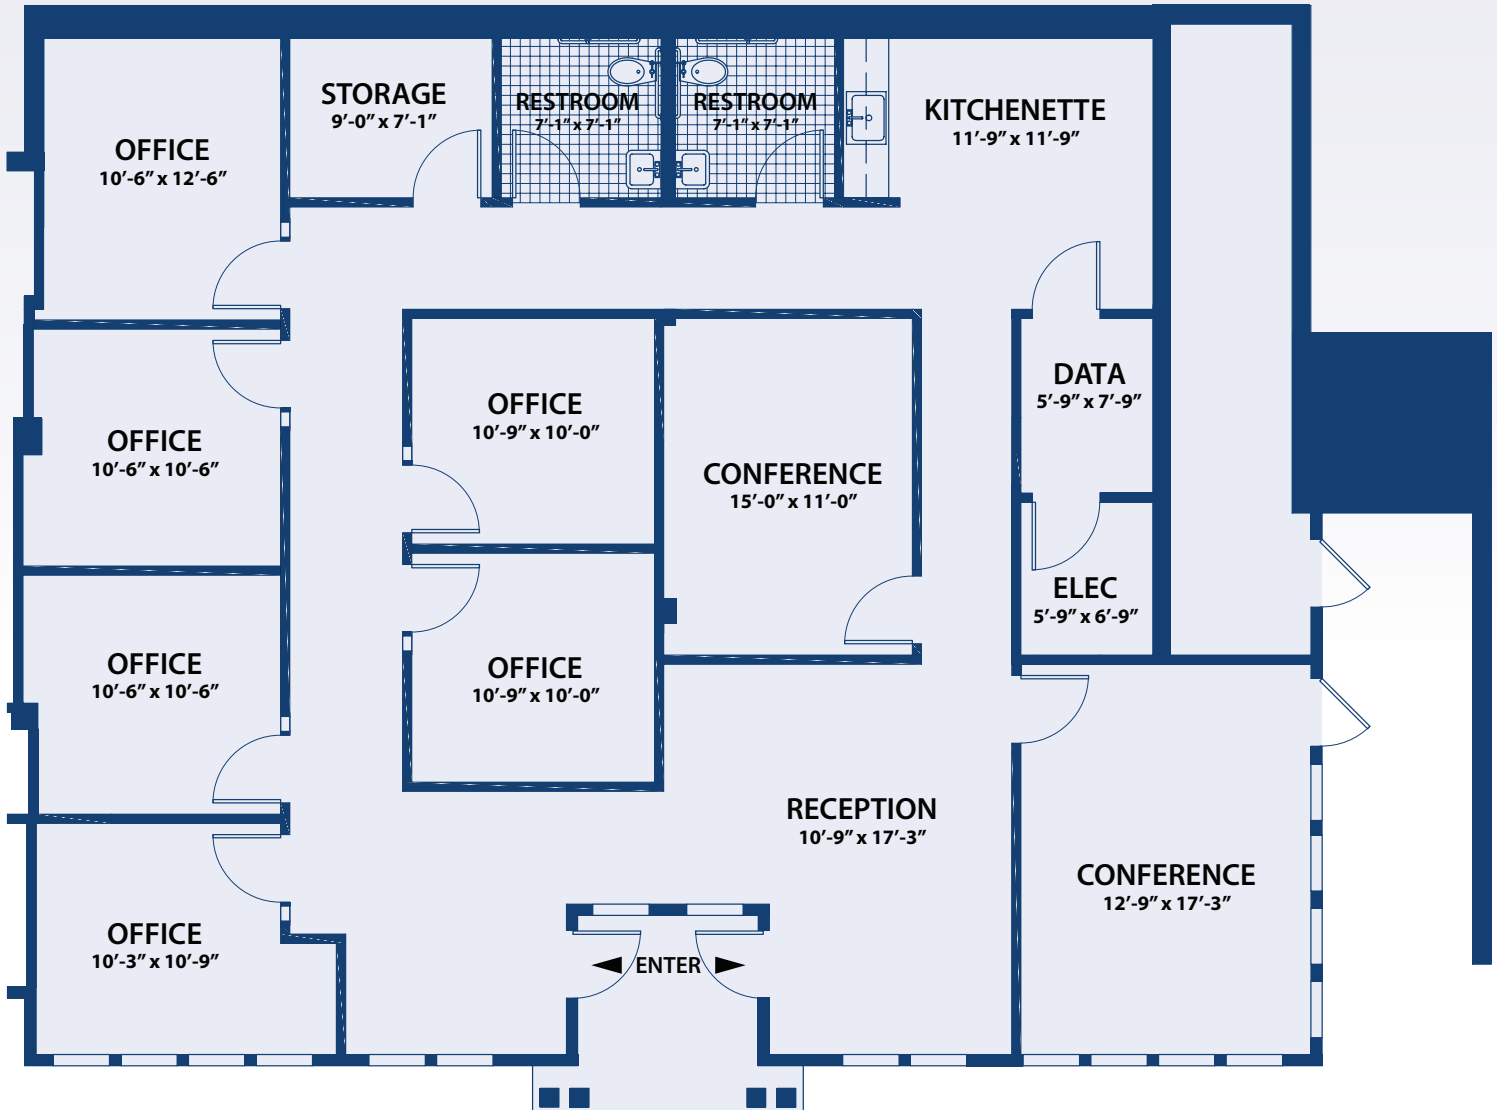 STORAGE
9′-0″ x 7′-1″
RESTROOM
7′-1″ x 7′-1″
RESTROOM
7′-1″ x 7′-1″
KITCHENETTE
11′-9″ x 11′-9″
OFFICE
10′-6″ x 12′-6″
OFFICE
10′-6″ x 10′-6″
OFFICE
10′-9″ x 10′-0″
CONFERENCE
15′-0″ x 11′-0″
DATA
5′-9″ x 7′-9″
ELEC
5′-9″ x 6′-9″
OFFICE
10′-6″ x 10′-6″
OFFICE
10′-9″ x 10′-0″
RECEPTION
10′-9″ x 17′-3″
CONFERENCE
12′-9″ x 17′-3″
OFFICE
10′-3″ x 10′-9″
ENTER